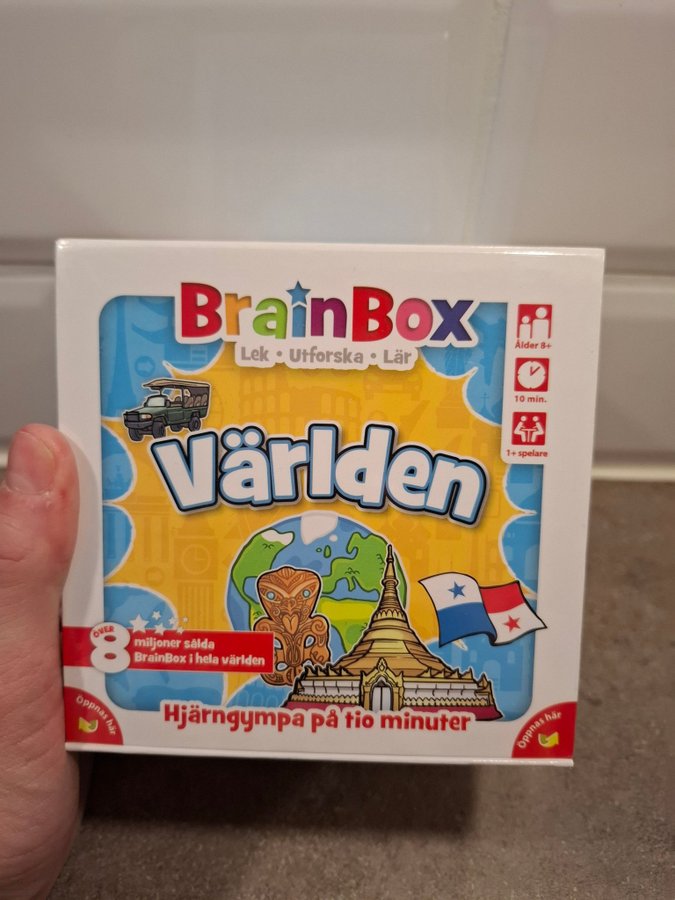 BrainBox
Lek • Utforska • Lär
Ålder 8+
10 min.
1+ spelare
Världen
ÖVER
8
miljoner sålda
BrainBox i hela världen
Hjärngympa på tio minuter
Öppnas här
Öppnas här